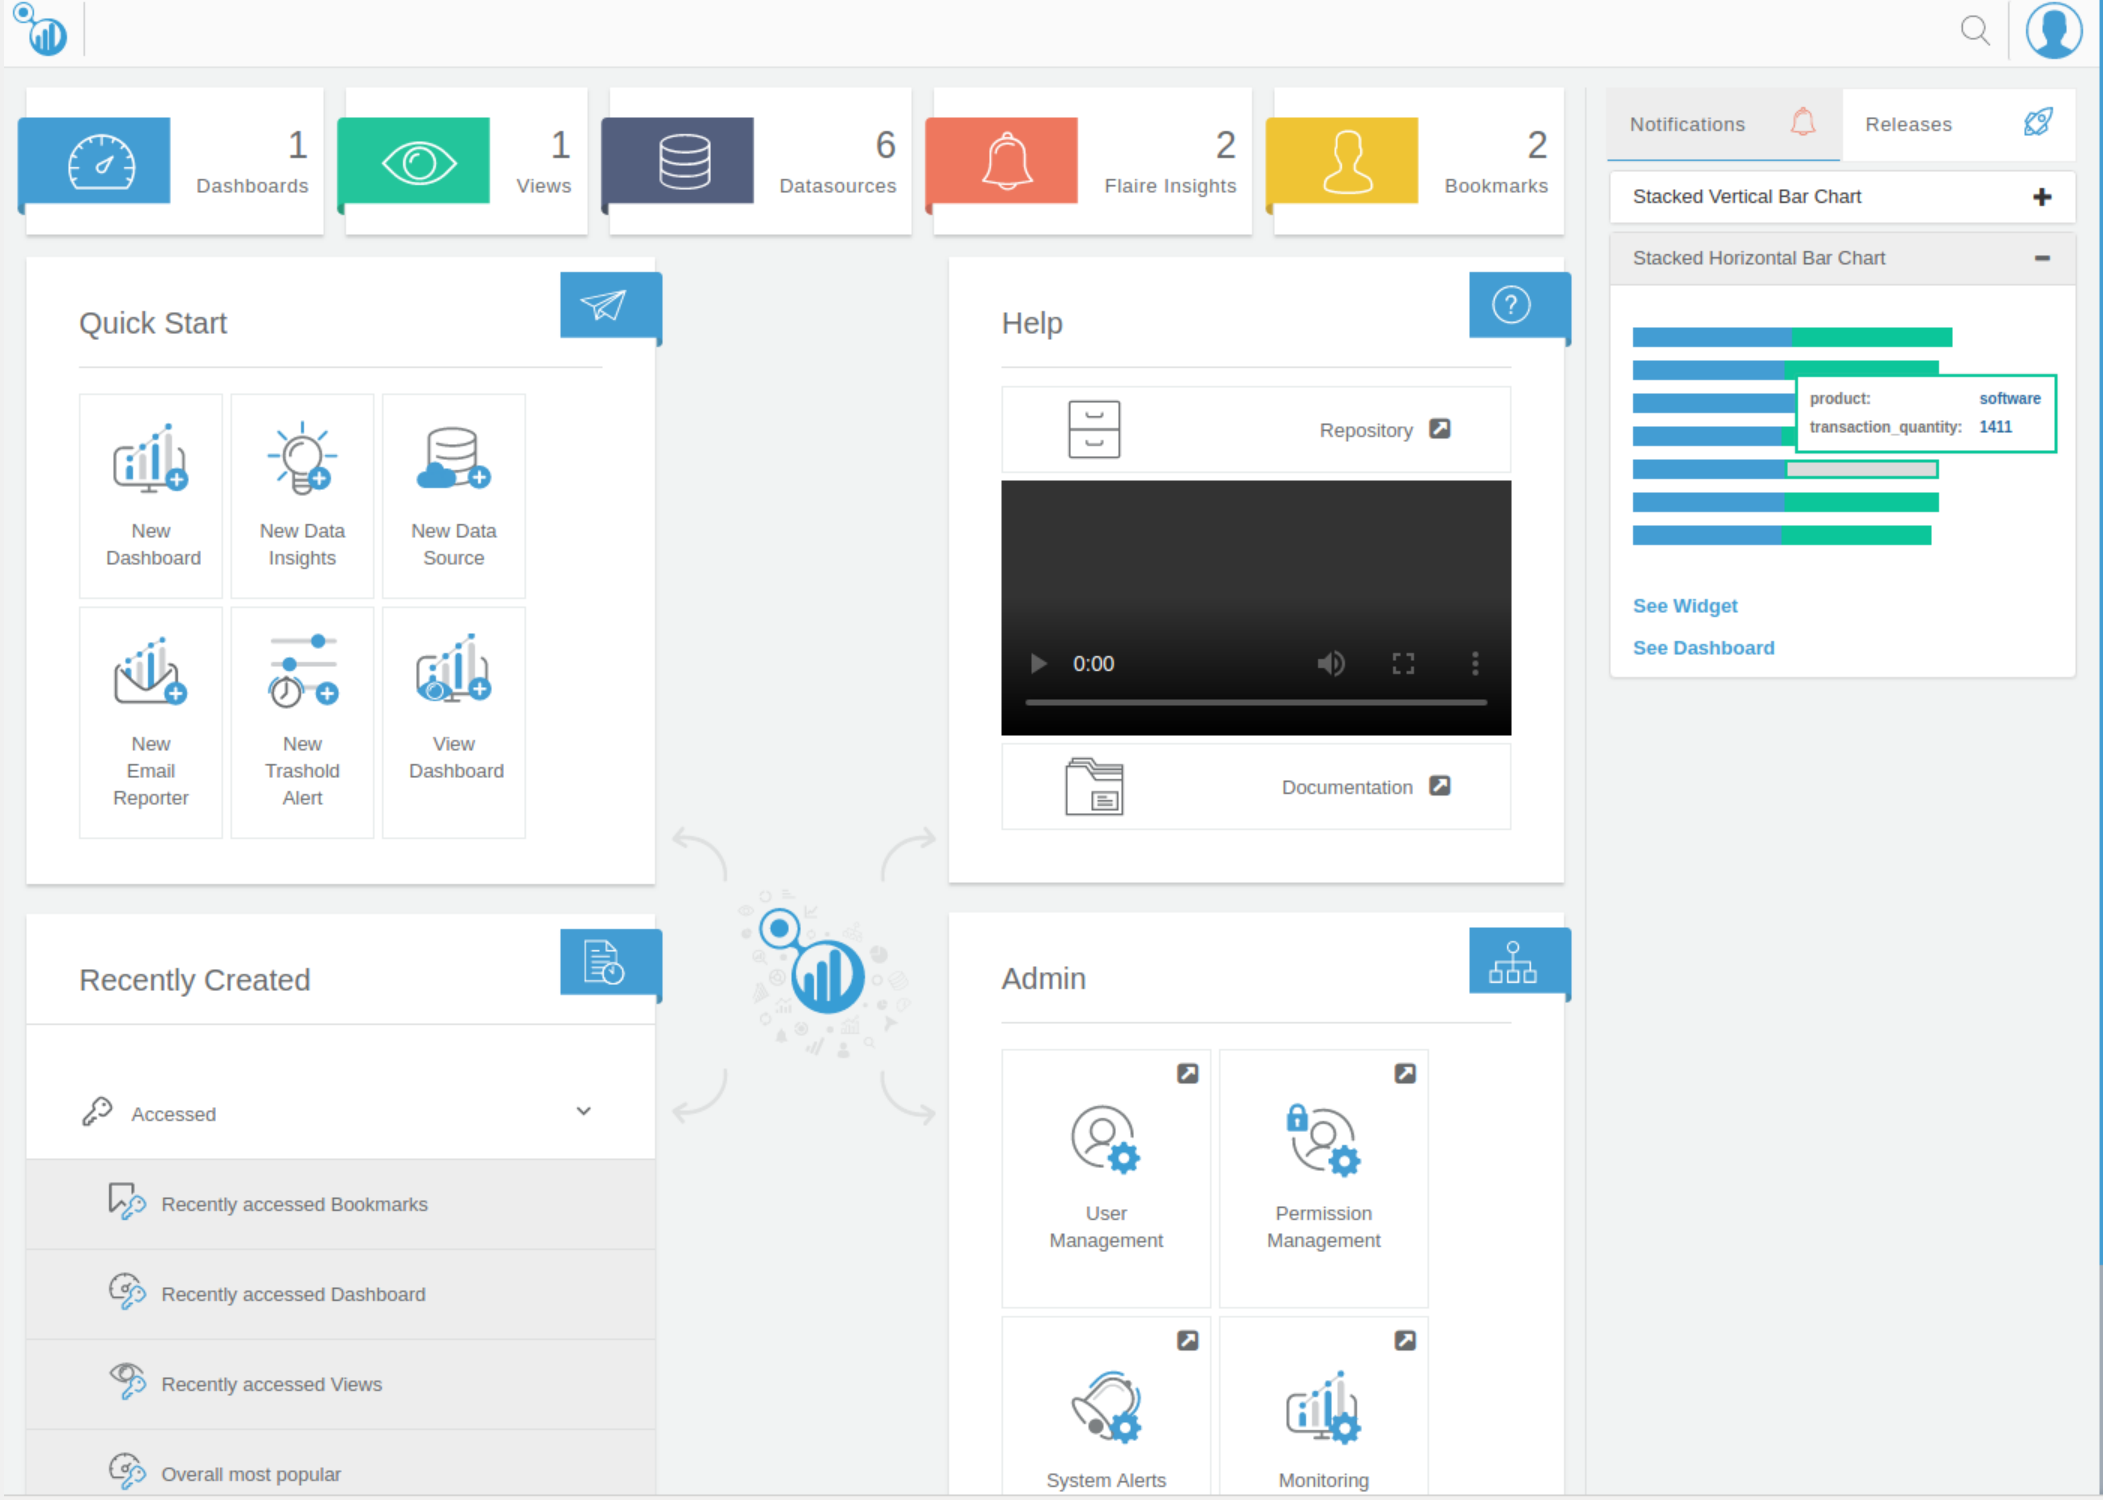 1
Dashboards
1
Views
6
Datasources
2
Flaire Insights
2
Bookmarks
Notifications
Releases
Stacked Vertical Bar Chart
Stacked Horizontal Bar Chart
product: software
transaction_quantity: 1411
See Widget
See Dashboard
Quick Start
New
Dashboard
New Data
Insights
New Data
Source
New
Email
Reporter
New
Trashold
Alert
View
Dashboard
Help
?
Repository
0:00
Documentation
Recently Created
Accessed
Recently accessed Bookmarks
Recently accessed Dashboard
Recently accessed Views
Overall most popular
Admin
User
Management
Permission
Management
System Alerts
Monitoring